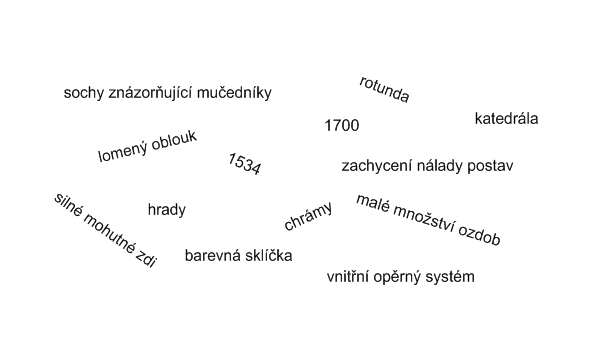 rotunda
sochy znázorňující mučedníky
katedrála
1700
lomený oblouk
1534
zachycení nálady postav
hrady
chrámy
malé množství ozdob
silné mohutné zdi
barevná sklíčka
vnitřní opěrný systém